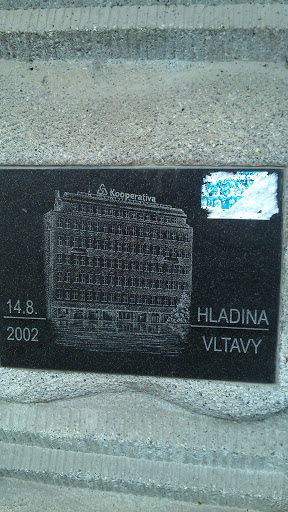 Kooperativa
14.8.
2002
HLADINA
VLTAVY